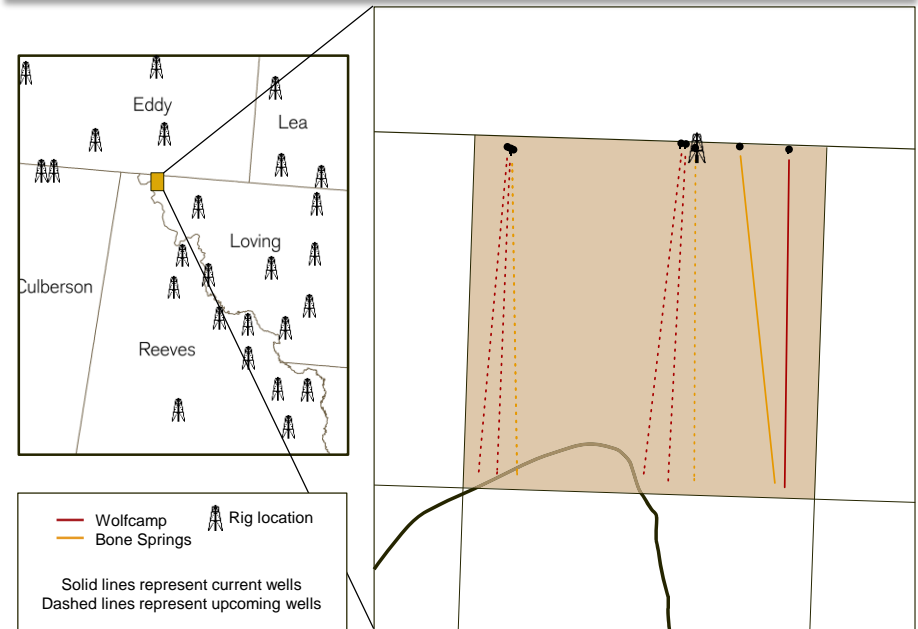 Eddy
Lea
Loving
Culberson
Reeves
Wolfcamp
Rig location
Bone Springs
Solid lines represent current wells
Dashed lines represent upcoming wells